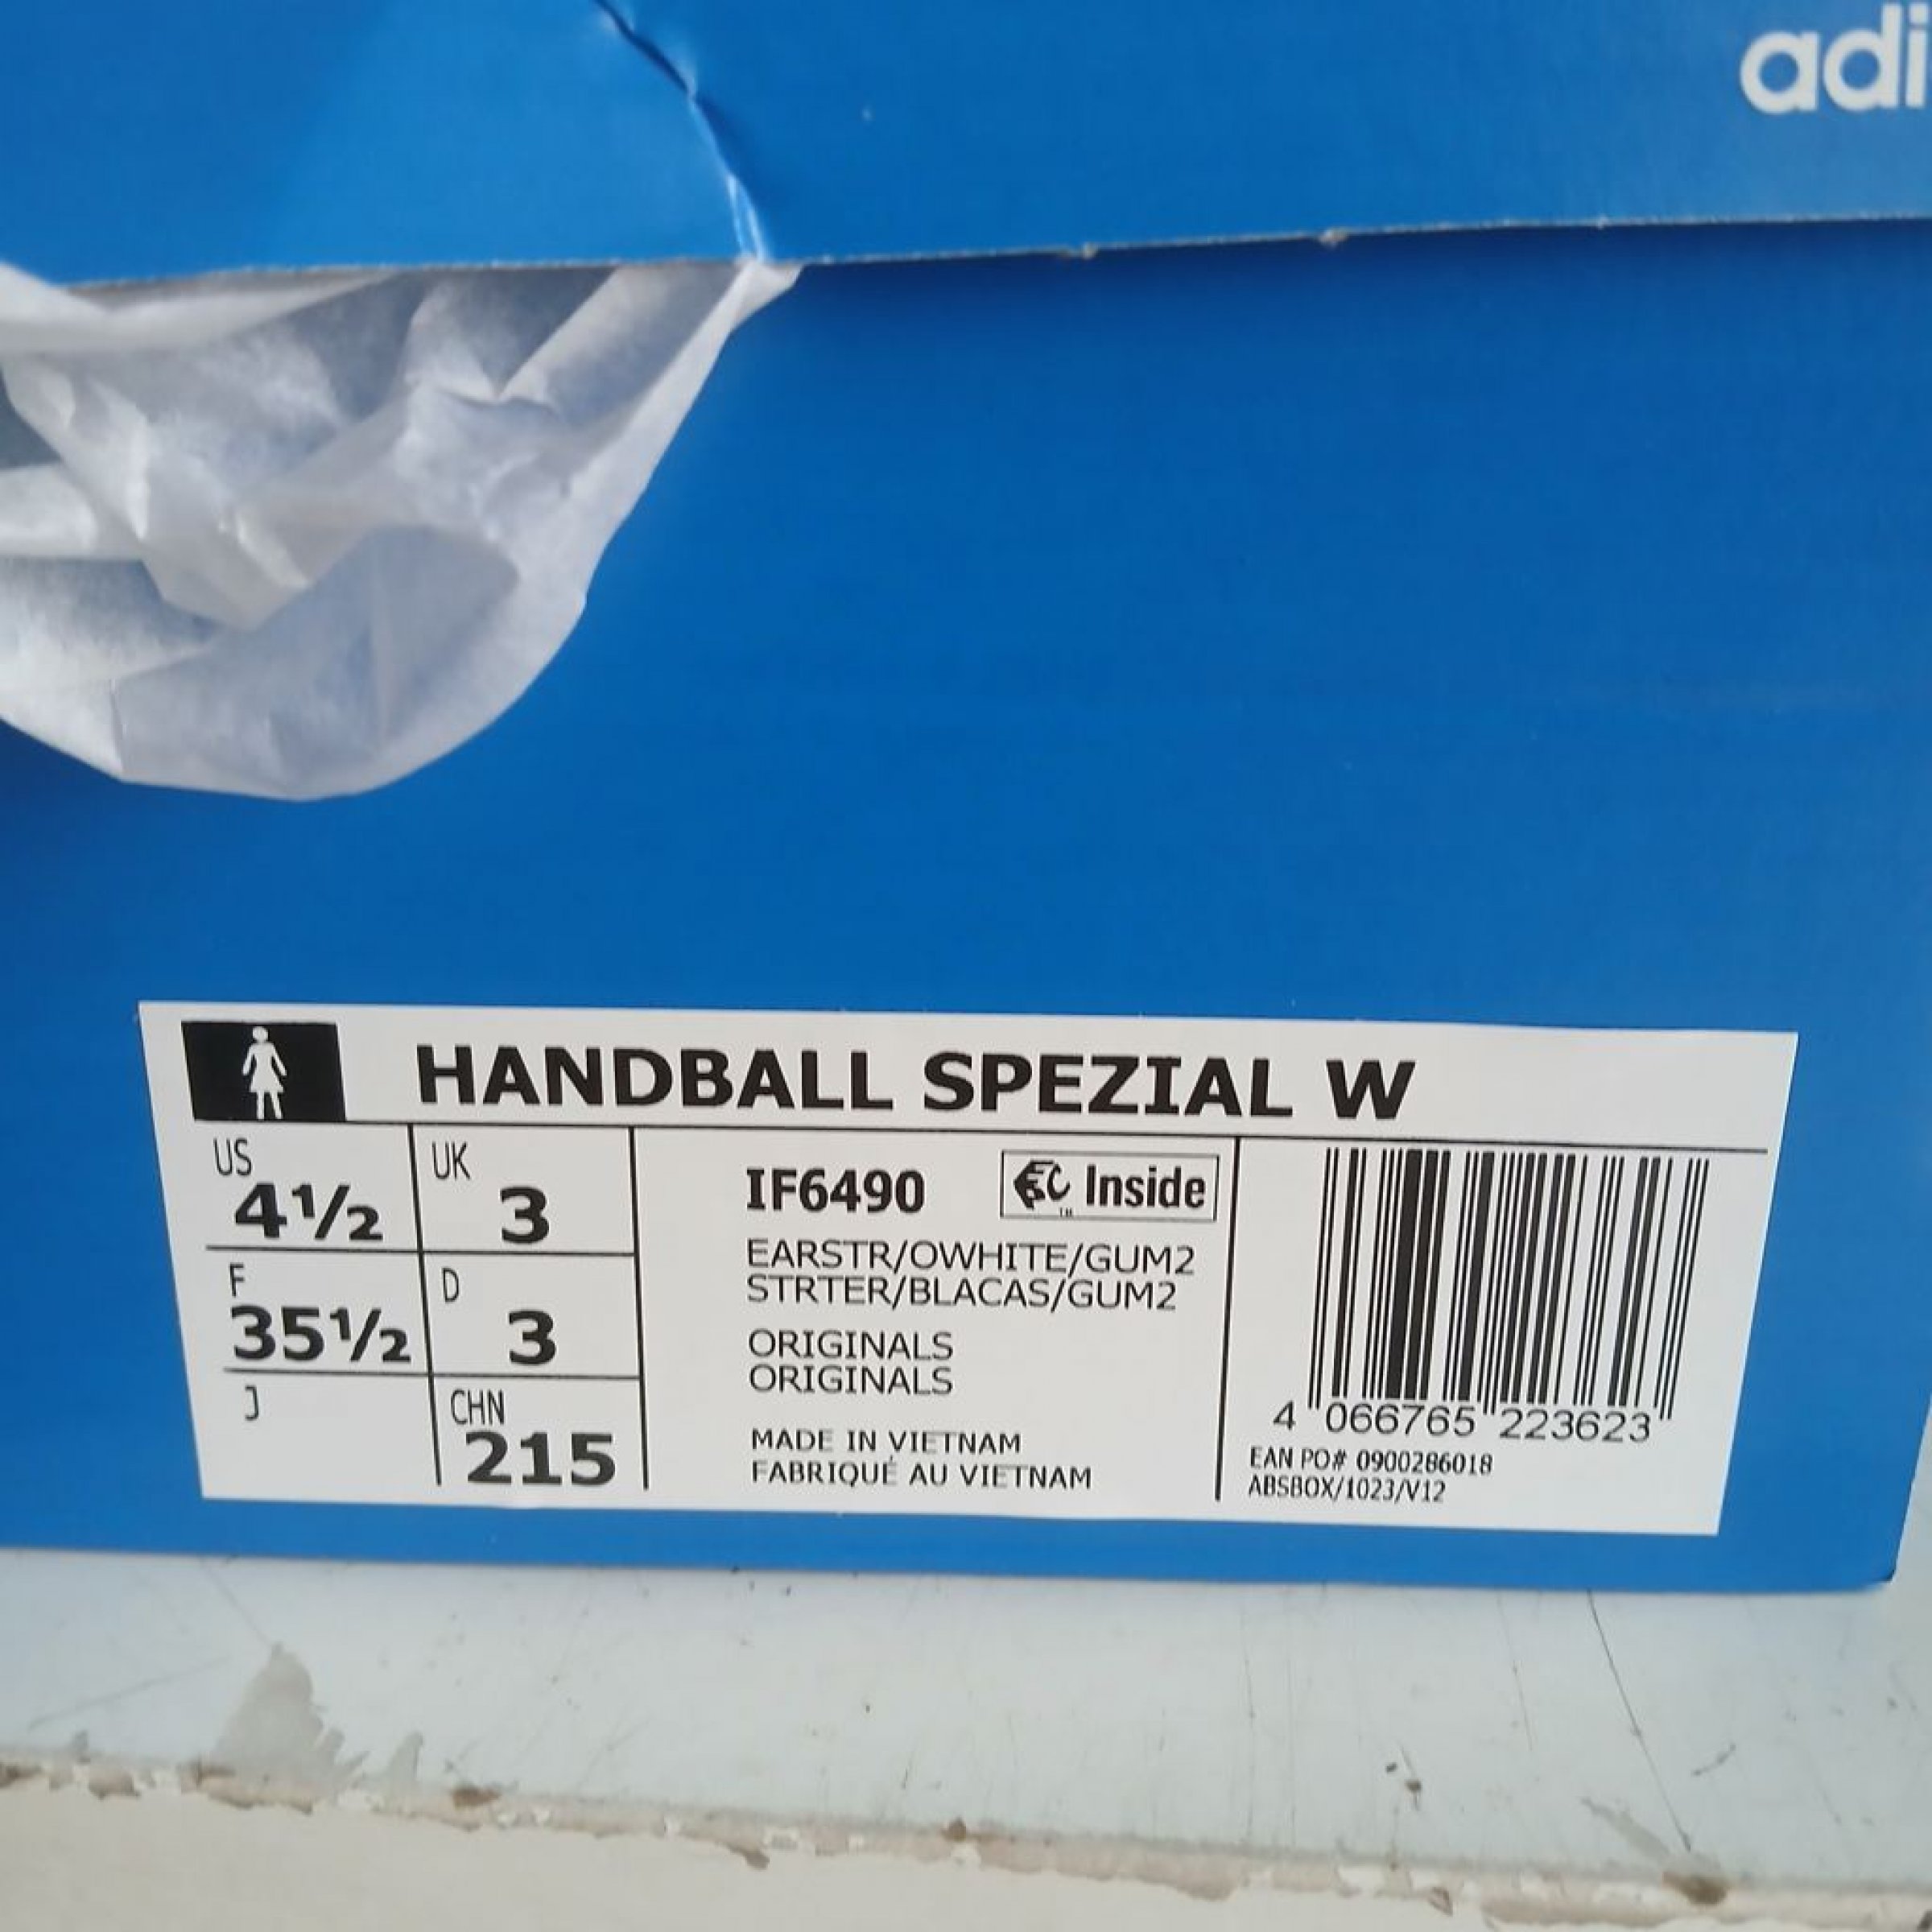 adi
HANDBALL SPEZIAL W
US
4½
UK
3
F
35½
D
3
J
CHN
215
IF6490
EC Inside
TM
EARSTR/OWHITE/GUM2
STRTER/BLACAS/GUM2
ORIGINALS
ORIGINALS
MADE IN VIETNAM
FABRIQUÉ AU VIETNAM
4 066765 223623
EAN PO# 0900286018
ABSBOX/1023/V12